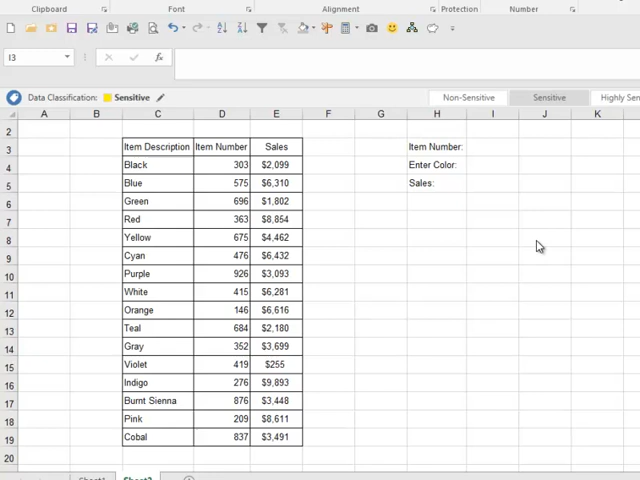 Clipboard Font Alignment Protection Number
I3
fx
Data Classification: Sensitive Non-Sensitive Sensitive Highly Sen
A B C D E F G H I J K
2
3 Item Description Item Number Sales Item Number:
4 Black 303 $2,099 Enter Color:
5 Blue 575 $6,310 Sales:
6 Green 696 $1,802
7 Red 363 $8,854
8 Yellow 675 $4,462
9 Cyan 476 $6,432
10 Purple 926 $3,093
11 White 415 $6,281
12 Orange 146 $6,616
13 Teal 684 $2,180
14 Gray 352 $3,699
15 Violet 419 $255
16 Indigo 276 $9,893
17 Burnt Sienna 876 $3,448
18 Pink 209 $8,611
19 Cobal 837 $3,491
20
Sheet1 Sheet2